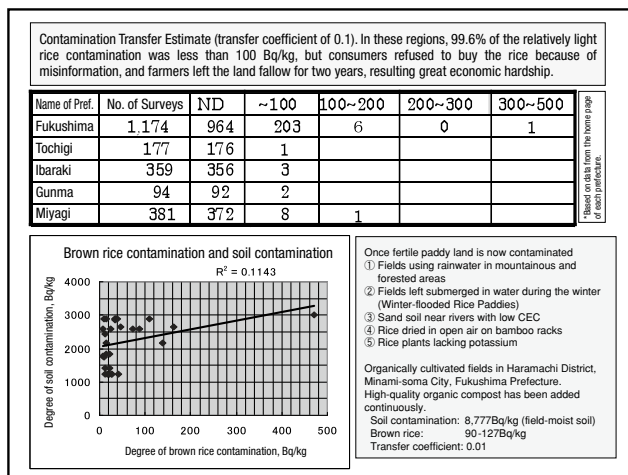 Contamination Transfer Estimate (transfer coefficient of 0.1). In these regions, 99.6% of the relatively light
rice contamination was less than 100 Bq/kg, but consumers refused to buy the rice because of
misinformation, and farmers left the land fallow for two years, resulting great economic hardship.
Name of Pref. No. of Surveys ND ~100 100~200 200~300 300~500
Fukushima 1,174 964 203 6 0 1
Tochigi 177 176 1
Ibaraki 359 356 3
Gunma 94 92 2
Miyagi 381 372 8 1
*Based on data from the home page
of each prefecture.
Brown rice contamination and soil contamination
R² = 0.1143
Degree of soil contamination, Bq/kg
4000
3000
2000
1000
0
0 100 200 300 400 500
Degree of brown rice contamination, Bq/kg
Once fertile paddy land is now contaminated
① Fields using rainwater in mountainous and
forested areas
② Fields left submerged in water during the winter
(Winter-flooded Rice Paddies)
③ Sand soil near rivers with low CEC
④ Rice dried in open air on bamboo racks
⑤ Rice plants lacking potassium
Organically cultivated fields in Haramachi District,
Minami-soma City, Fukushima Prefecture.
High-quality organic compost has been added
continuously.
Soil contamination: 8,777Bq/kg (field-moist soil)
Brown rice: 90-127Bq/kg
Transfer coefficient: 0.01